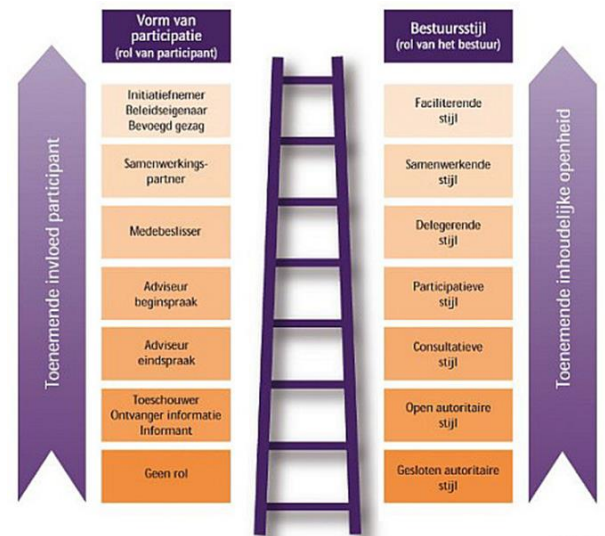 Vorm van
participatie
(rol van participant)
Bestuursstijl
(rol van het bestuur)
Toenemende invloed participant
Initiatiefnemer
Beleidseigenaar
Bevoegd gezag
Faciliterende
stijl
Samenwerkings-
partner
Samenwerkende
stijl
Medebeslisser
Delegerende
stijl
Adviseur
beginspraak
Participatieve
stijl
Adviseur
eindspraak
Consultatieve
stijl
Toeschouwer
Ontvanger informatie
Informant
Open autoritaire
stijl
Geen rol
Gesloten autoritaire
stijl
Toenemende inhoudelijke openheid